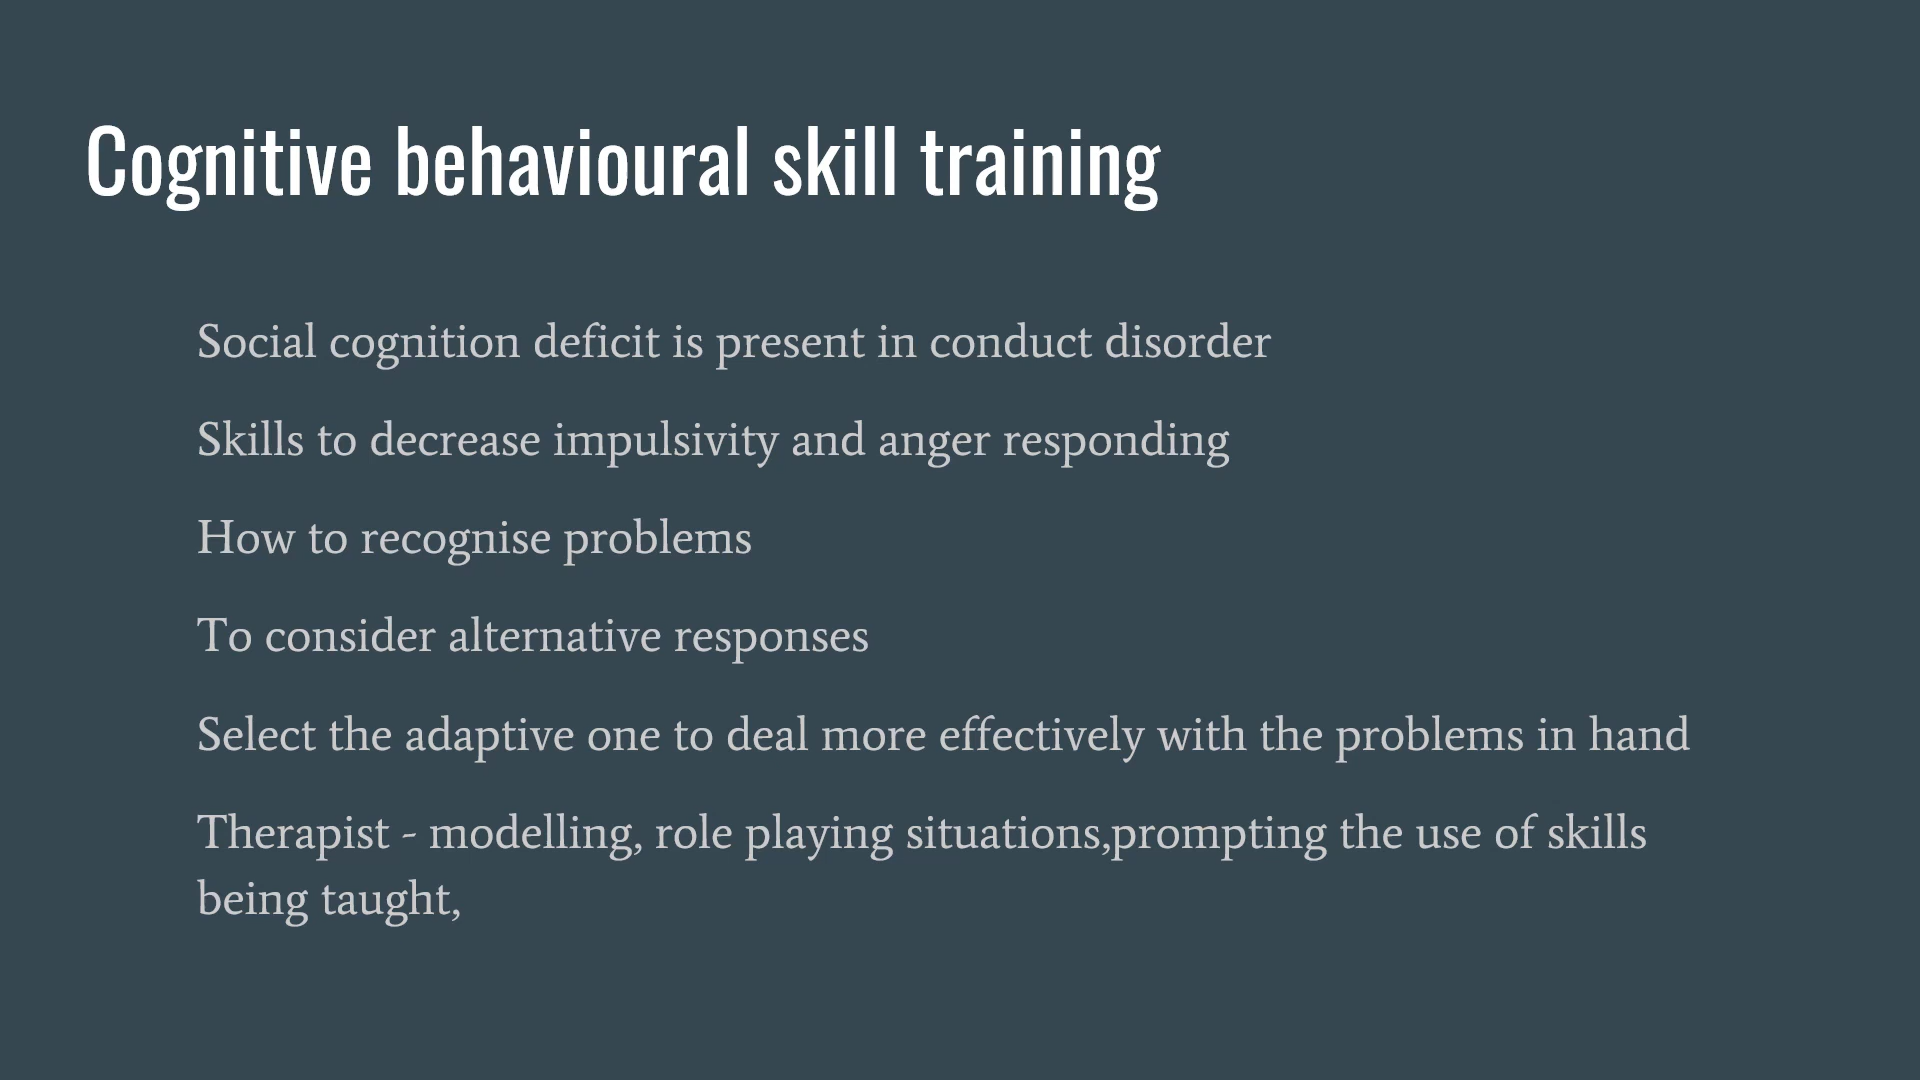 Cognitive behavioural skill training
Social cognition deficit is present in conduct disorder
Skills to decrease impulsivity and anger responding
How to recognise problems
To consider alternative responses
Select the adaptive one to deal more effectively with the problems in hand
Therapist - modelling, role playing situations,prompting the use of skills
being taught,